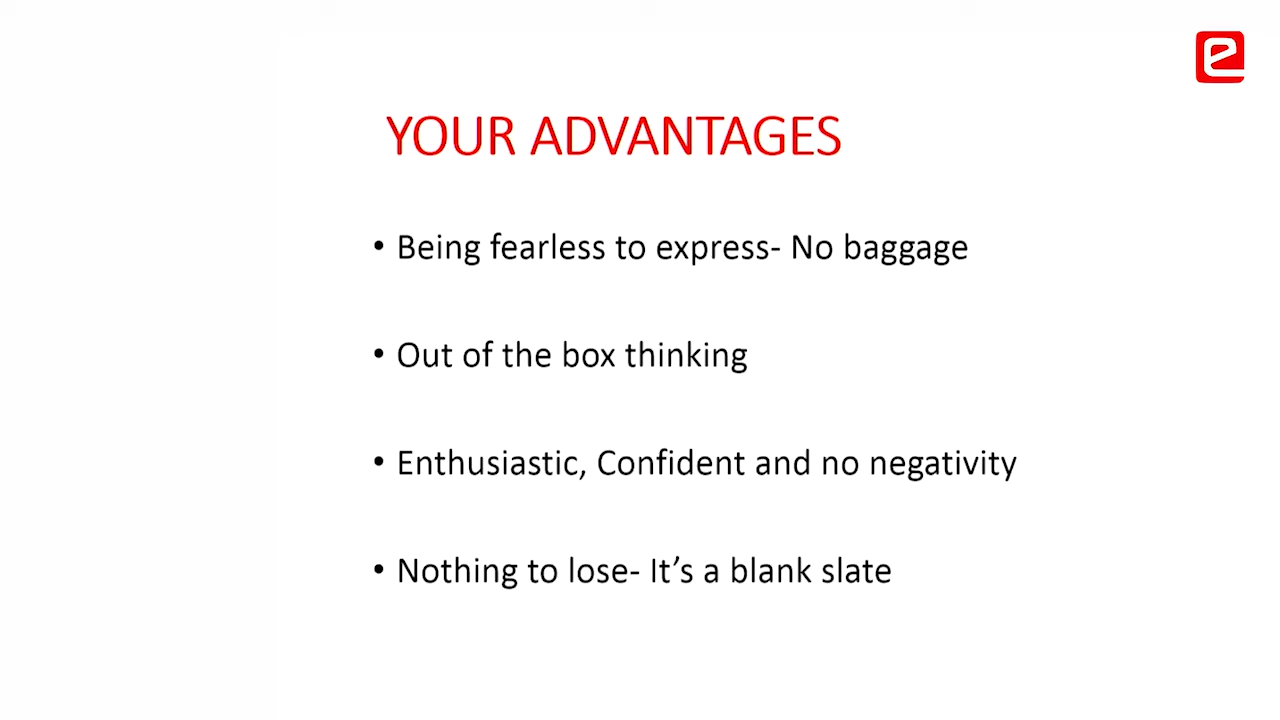 YOUR ADVANTAGES
• Being fearless to express- No baggage
• Out of the box thinking
• Enthusiastic, Confident and no negativity
• Nothing to lose- It’s a blank slate